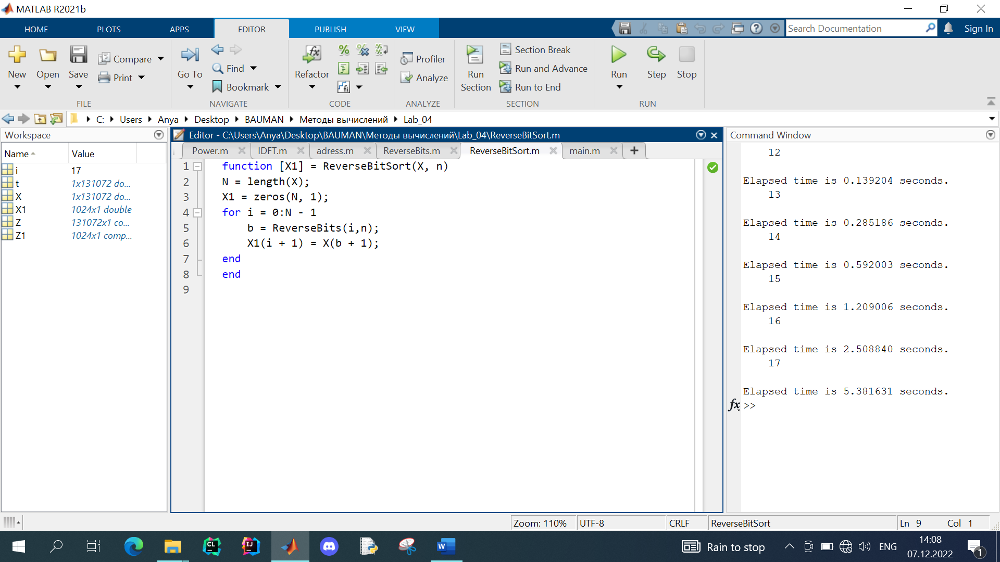 MATLAB R2021b
HOME PLOTS APPS EDITOR PUBLISH VIEW
Search Documentation
Sign In
New
Open
Save
Compare
Print
FILE
Go To
Find
Bookmark
NAVIGATE
Refactor
CODE
Profiler
Analyze
ANALYZE
Run Section
Section Break
Run and Advance
Run to End
SECTION
Run
Step
Stop
RUN
C: Users Anya Desktop BAUMAN Методы вычислений Lab_04
Workspace
Name Value
i 17
t 1x131072 do...
X 1x131072 do...
X1 1024x1 double
Z 131072x1 co...
Z1 1024x1 comp...
Editor - C:\Users\Anya\Desktop\BAUMAN\Методы вычислений\Lab_04\ReverseBitSort.m
Power.m IDFT.m adress.m ReverseBits.m ReverseBitSort.m main.m +
1 function [X1] = ReverseBitSort(X, n)
2 N = length(X);
3 X1 = zeros(N, 1);
4 for i = 0:N - 1
5 b = ReverseBits(i,n);
6 X1(i + 1) = X(b + 1);
7 end
8 end
9
Command Window
12
Elapsed time is 0.139204 seconds.
13
Elapsed time is 0.285186 seconds.
14
Elapsed time is 0.592003 seconds.
15
Elapsed time is 1.209006 seconds.
16
Elapsed time is 2.508840 seconds.
17
Elapsed time is 5.381631 seconds.
fx >>
Zoom: 110% UTF-8 CRLF ReverseBitSort Ln 9 Col 1
CL
IJ
W
Rain to stop
ENG
14:08
07.12.2022
1